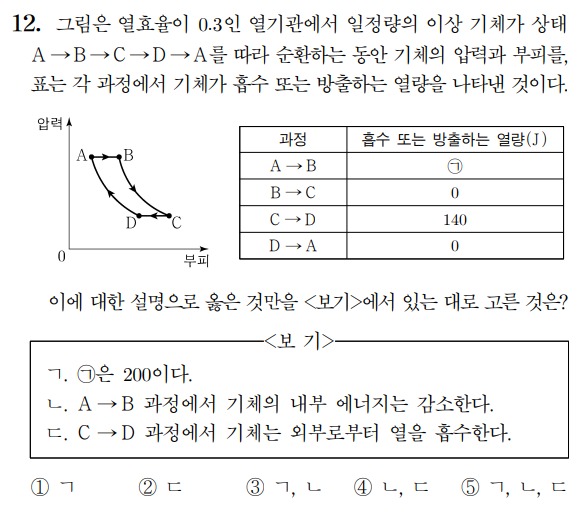 12. 그림은 열효율이 0.3인 열기관에서 일정량의 이상 기체가 상태
A→B→C→D→A를 따라 순환하는 동안 기체의 압력과 부피를,
표는 각 과정에서 기체가 흡수 또는 방출하는 열량을 나타낸 것이다.
압력
A
B
D
C
0
부피
과정 흡수 또는 방출하는 열량(J)
A→B ㉠
B→C 0
C→D 140
D→A 0
이에 대한 설명으로 옳은 것만을 <보기>에서 있는 대로 고른 것은?
<보 기>
ㄱ. ㉠은 200이다.
ㄴ. A→B 과정에서 기체의 내부 에너지는 감소한다.
ㄷ. C→D 과정에서 기체는 외부로부터 열을 흡수한다.
① ㄱ ② ㄷ ③ ㄱ, ㄴ ④ ㄴ, ㄷ ⑤ ㄱ, ㄴ, ㄷ